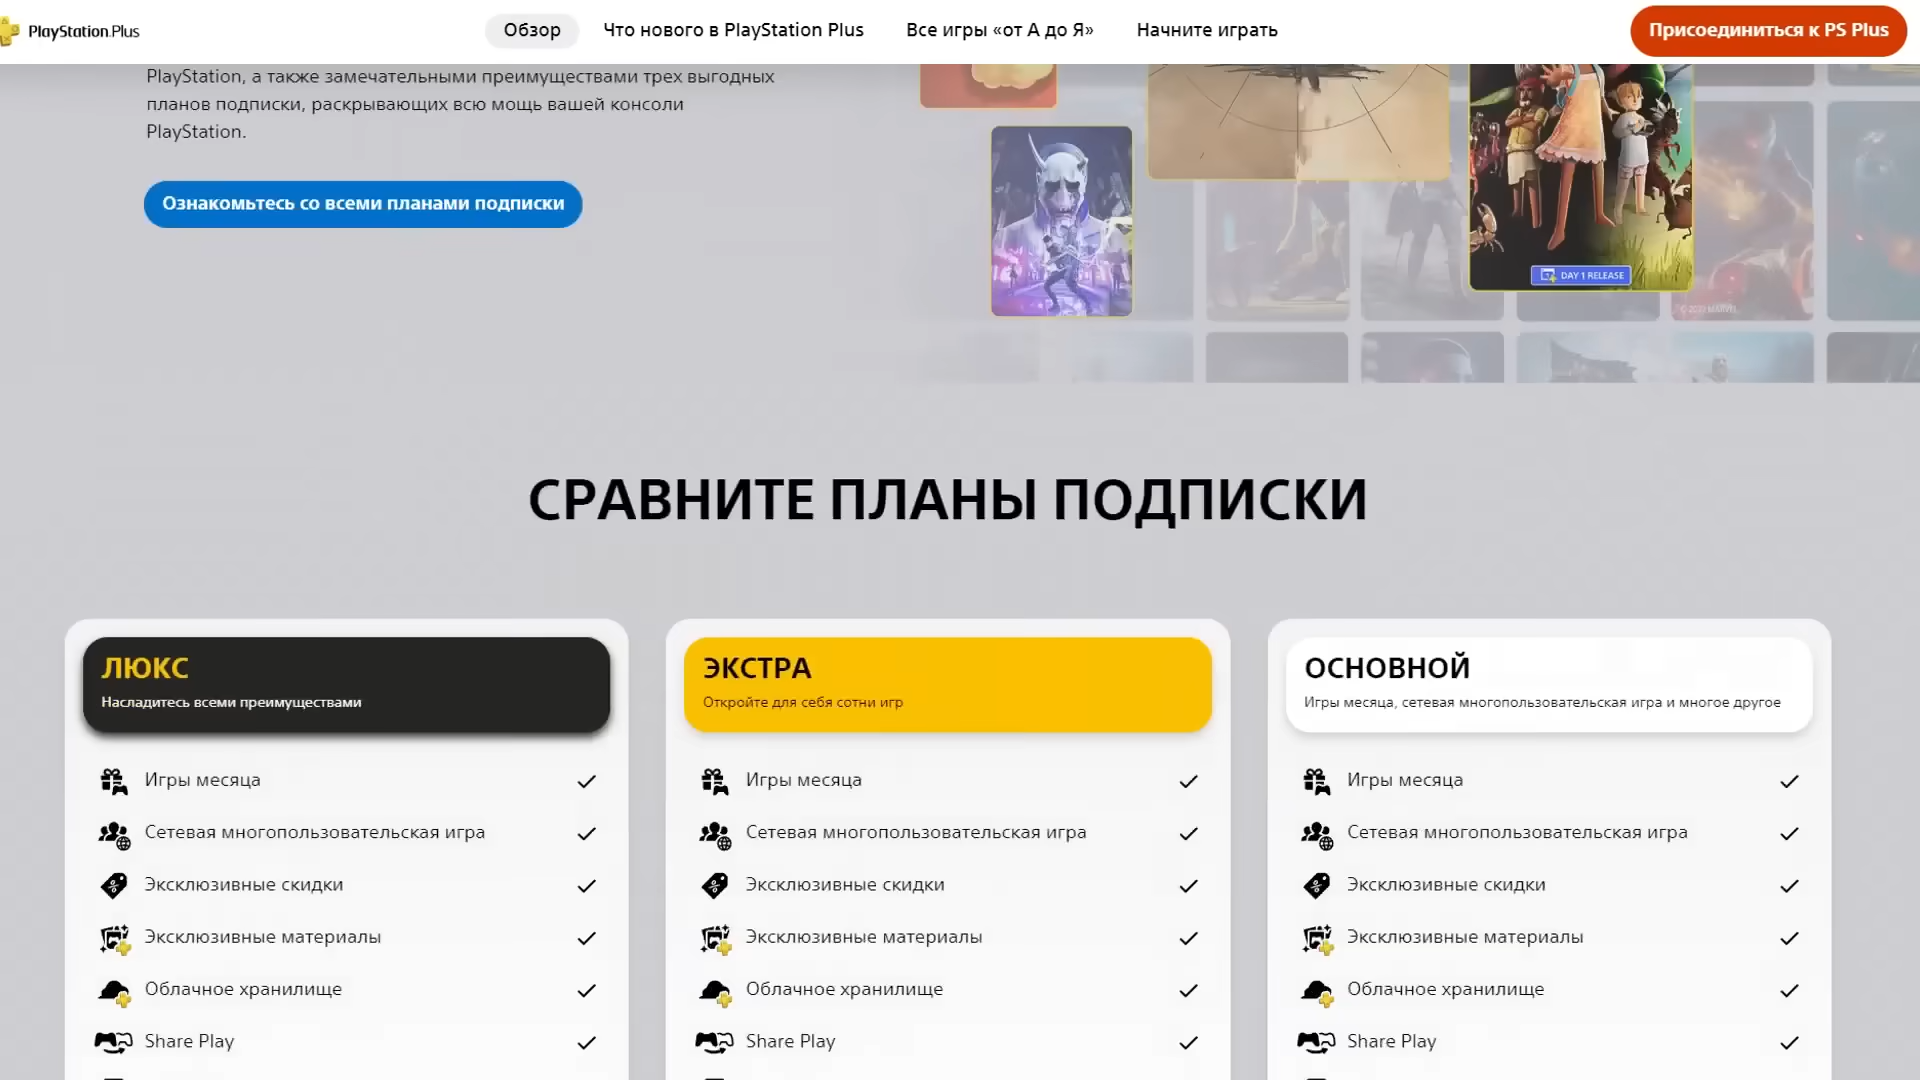 PlayStation.Plus
Обзор
Что нового в PlayStation Plus
Все игры «от А до Я»
Начните играть
Присоединиться к PS Plus
PlayStation, а также замечательными преимуществами трех выгодных
планов подписки, раскрывающих всю мощь вашей консоли
PlayStation.
Ознакомьтесь со всеми планами подписки
DAY 1 RELEASE
© 2022 MARVEL
СРАВНИТЕ ПЛАНЫ ПОДПИСКИ
ЛЮКС
Насладитесь всеми преимуществами
Игры месяца
Сетевая многопользовательская игра
Эксклюзивные скидки
Эксклюзивные материалы
Облачное хранилище
Share Play
ЭКСТРА
Откройте для себя сотни игр
Игры месяца
Сетевая многопользовательская игра
Эксклюзивные скидки
Эксклюзивные материалы
Облачное хранилище
Share Play
ОСНОВНОЙ
Игры месяца, сетевая многопользовательская игра и многое другое
Игры месяца
Сетевая многопользовательская игра
Эксклюзивные скидки
Эксклюзивные материалы
Облачное хранилище
Share Play